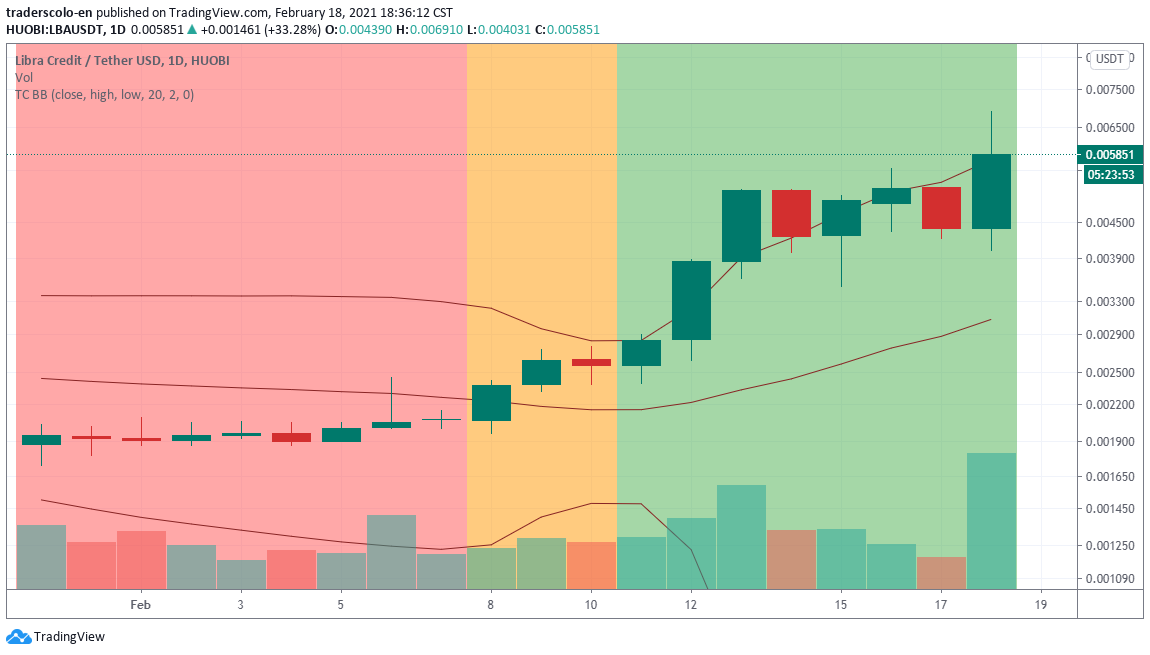 traderscolo-en published on TradingView.com, February 18, 2021 18:36:12 CST
HUOBI:LBAUSDT, 1D 0.005851 ▲ +0.001461 (+33.28%) O:0.004390 H:0.006910 L:0.004031 C:0.005851
Libra Credit / Tether USD, 1D, HUOBI
Vol
TC BB (close, high, low, 20, 2, 0)
USDT
0.007500
0.006500
0.005851
05:23:53
0.004500
0.003900
0.003300
0.002900
0.002500
0.002200
0.001900
0.001650
0.001450
0.001250
0.001090
Feb 3 5 8 10 12 15 17 19
TradingView